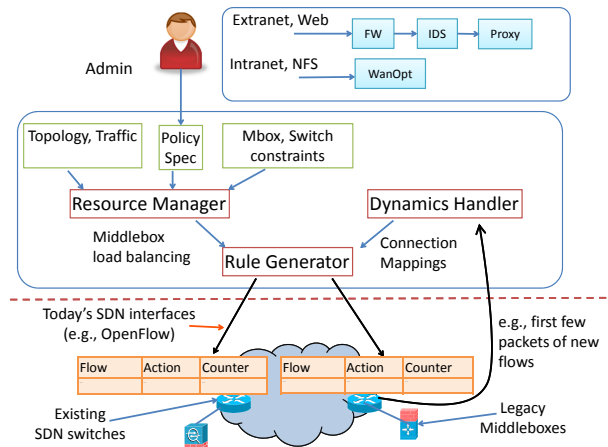 Extranet, Web
FW
IDS
Proxy
Admin
Intranet, NFS
WanOpt
Topology, Traffic
Policy
Spec
Mbox, Switch
constraints
Resource Manager
Dynamics Handler
Middlebox
load balancing
Rule Generator
Connection
Mappings
Today's SDN interfaces
(e.g., OpenFlow)
e.g., first few
packets of new
flows
Flow Action Counter
Flow Action Counter
Existing
SDN switches
Legacy
Middleboxes